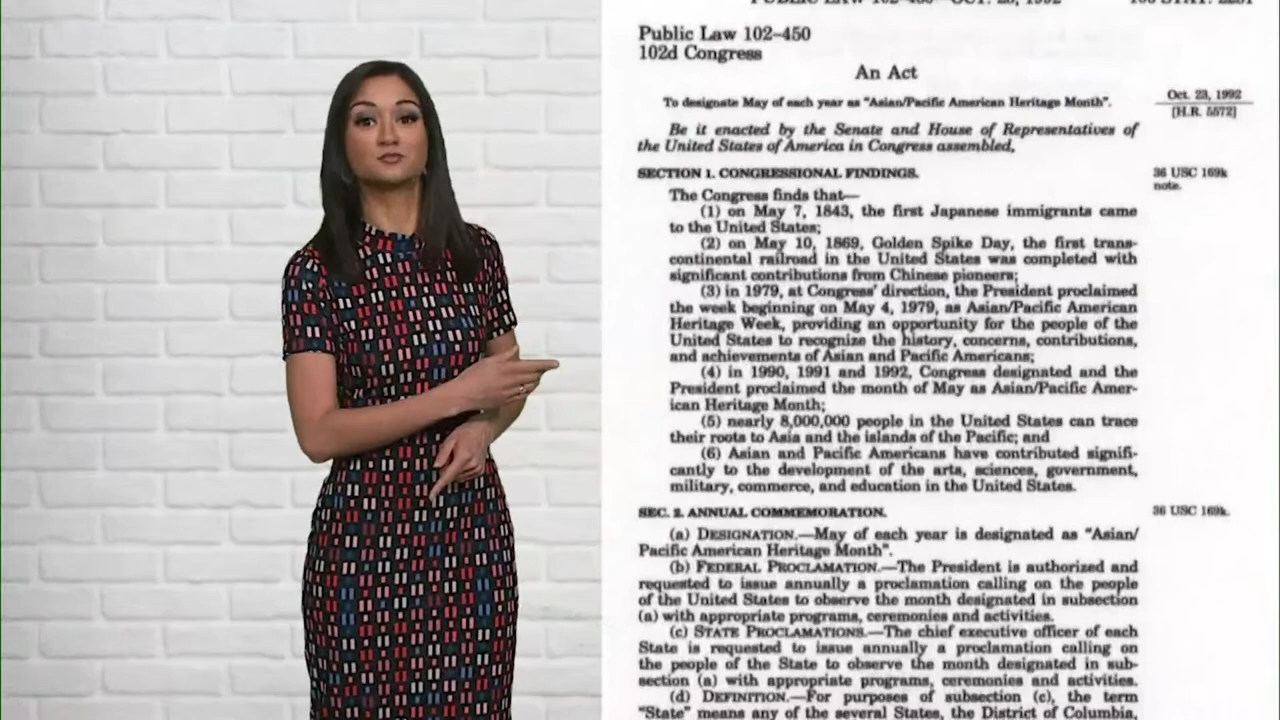 Public Law 102–450
102d Congress
An Act
To designate May of each year as "Asian/Pacific American Heritage Month".
Oct. 23, 1992
[H.R. 5572]
Be it enacted by the Senate and House of Representatives of
the United States of America in Congress assembled,
SECTION 1. CONGRESSIONAL FINDINGS.
36 USC 169k
note.
The Congress finds that—
(1) on May 7, 1843, the first Japanese immigrants came
to the United States;
(2) on May 10, 1869, Golden Spike Day, the first trans-
continental railroad in the United States was completed with
significant contributions from Chinese pioneers;
(3) in 1979, at Congress' direction, the President proclaimed
the week beginning on May 4, 1979, as Asian/Pacific American
Heritage Week, providing an opportunity for the people of the
United States to recognize the history, concerns, contributions,
and achievements of Asian and Pacific Americans;
(4) in 1990, 1991 and 1992, Congress designated and the
President proclaimed the month of May as Asian/Pacific Amer-
ican Heritage Month;
(5) nearly 8,000,000 people in the United States can trace
their roots to Asia and the islands of the Pacific; and
(6) Asian and Pacific Americans have contributed signifi-
cantly to the development of the arts, sciences, government,
military, commerce, and education in the United States.
SEC. 2. ANNUAL COMMEMORATION.
36 USC 169k.
(a) DESIGNATION.—May of each year is designated as "Asian/
Pacific American Heritage Month".
(b) FEDERAL PROCLAMATION.—The President is authorized and
requested to issue annually a proclamation calling on the people
of the United States to observe the month designated in subsection
(a) with appropriate programs, ceremonies and activities.
(c) STATE PROCLAMATIONS.—The chief executive officer of each
State is requested to issue annually a proclamation calling on
the people of the State to observe the month designated in sub-
section (a) with appropriate programs, ceremonies and activities.
(d) DEFINITION.—For purposes of subsection (c), the term
"State" means any of the several States, the District of Columbia,